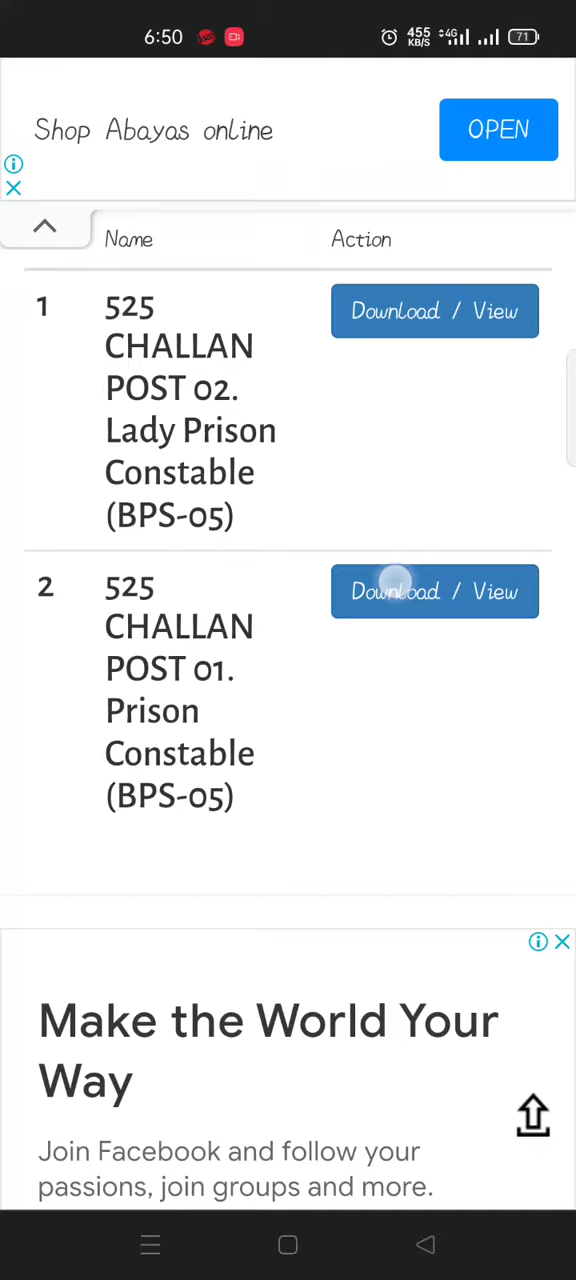 6:50
455 KB/S 4G 71
Shop Abayas online
OPEN
Name Action
1 525 Download / View
CHALLAN
POST 02.
Lady Prison
Constable
(BPS-05)
2 525 Download / View
CHALLAN
POST 01.
Prison
Constable
(BPS-05)
Make the World Your
Way
Join Facebook and follow your
passions, join groups and more.